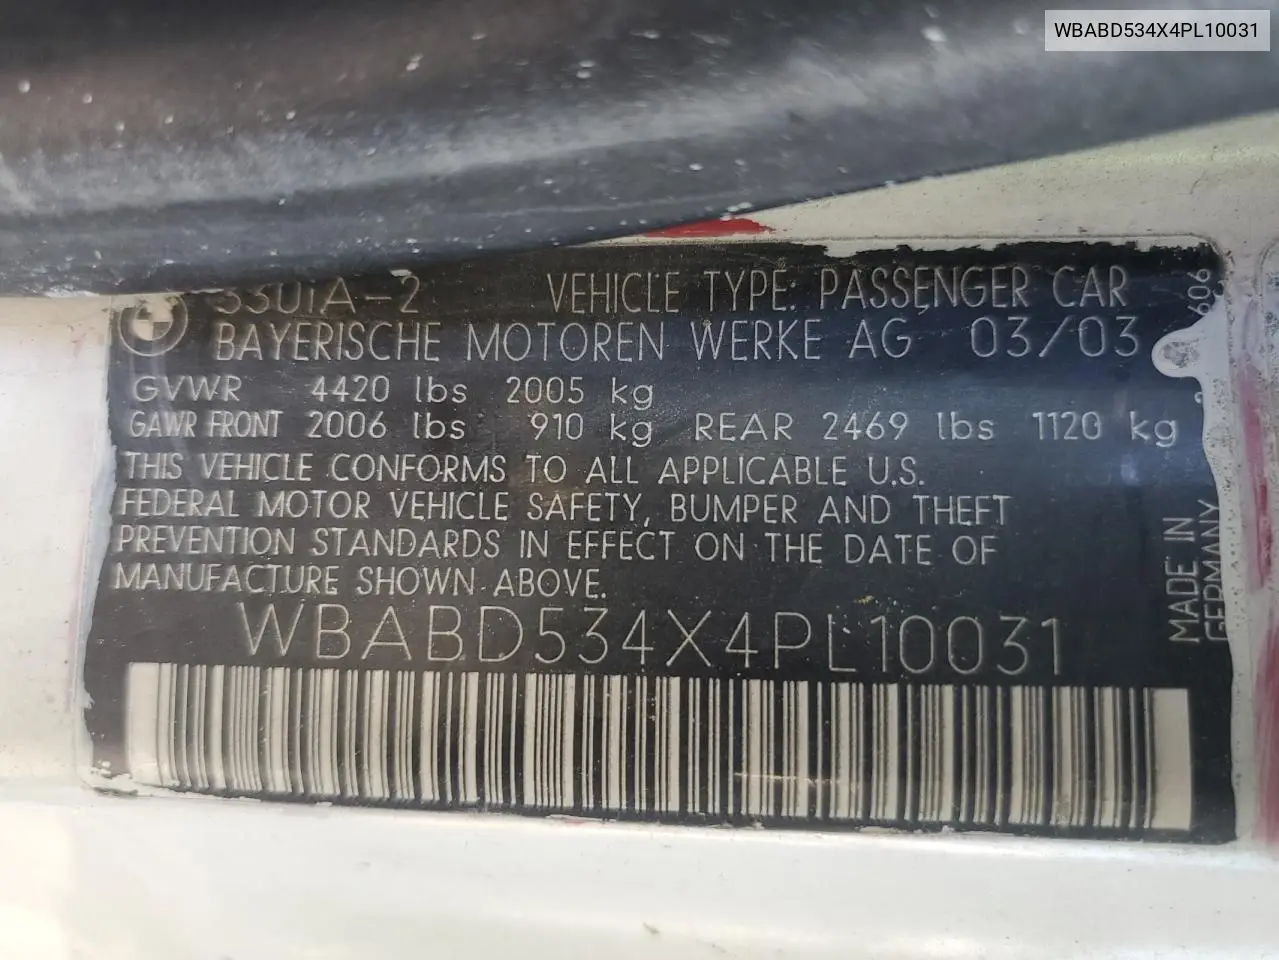 WBABD534X4PL10031
330iA-2 VEHICLE TYPE: PASSENGER CAR
BAYERISCHE MOTOREN WERKE AG 03/03
GVWR 4420 lbs 2005 kg
GAWR FRONT 2006 lbs 910 kg REAR 2469 lbs 1120 kg
THIS VEHICLE CONFORMS TO ALL APPLICABLE U.S.
FEDERAL MOTOR VEHICLE SAFETY, BUMPER AND THEFT
PREVENTION STANDARDS IN EFFECT ON THE DATE OF
MANUFACTURE SHOWN ABOVE.
WBABD534X4PL10031
MADE IN
GERMANY
606